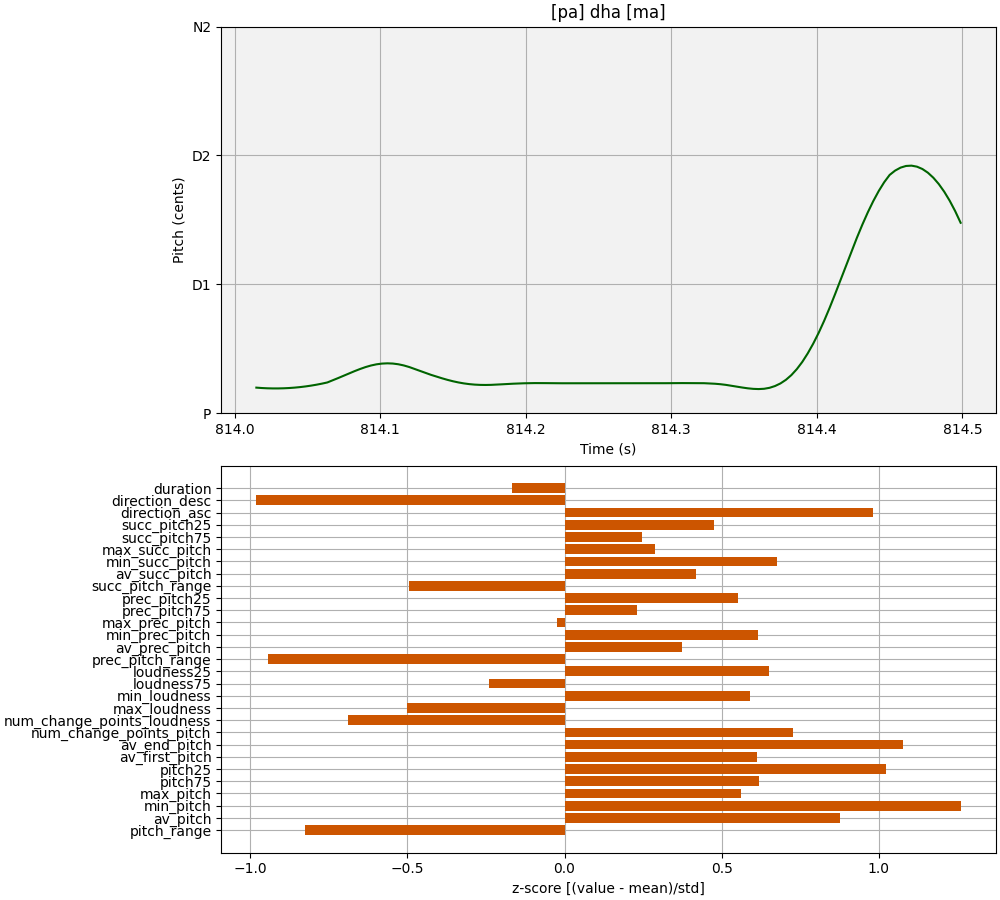 [pa] dha [ma]
N2
D2
D1
P
Pitch (cents)
814.0 814.1 814.2 814.3 814.4 814.5
Time (s)
duration
direction_desc
direction_asc
succ_pitch25
succ_pitch75
max_succ_pitch
min_succ_pitch
av_succ_pitch
succ_pitch_range
prec_pitch25
prec_pitch75
max_prec_pitch
min_prec_pitch
av_prec_pitch
prec_pitch_range
loudness25
loudness75
min_loudness
max_loudness
num_change_points_loudness
num_change_points_pitch
av_end_pitch
av_first_pitch
pitch25
pitch75
max_pitch
min_pitch
av_pitch
pitch_range
−1.0 −0.5 0.0 0.5 1.0
z-score [(value - mean)/std]